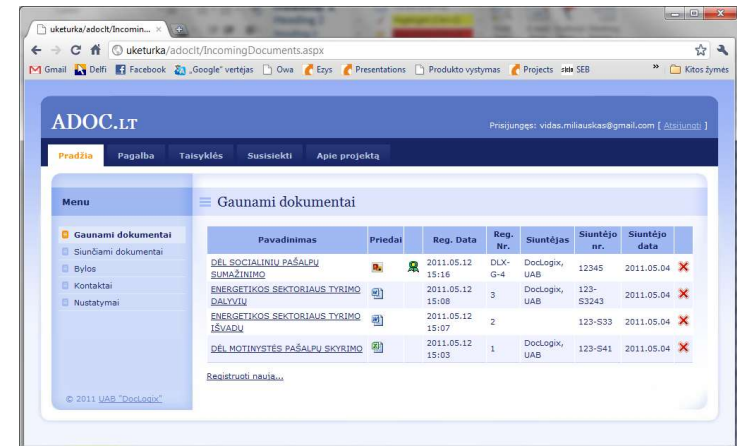 uketurka/adoclt/Incomin...
uketurka/adoclt/IncomingDocuments.aspx
Gmail Delfi Facebook „Google“ vertėjas Owa Ezys Presentations Produkto vystymas Projects SEB » Kitos žymės
ADOC.LT
Prisijungęs: vidas.miliauskas@gmail.com [ Atsijungti ]
Pradžia Pagalba Taisyklės Susisiekti Apie projektą
Menu
Gaunami dokumentai
Siunčiami dokumentai
Bylos
Kontaktai
Nustatymai
© 2011 UAB "DocLogix"
Gaunami dokumentai
Pavadinimas Priedai Reg. Data Reg. Nr. Siuntėjas Siuntėjo nr. Siuntėjo data
DĖL SOCIALINIŲ PAŠALPŲ
SUMAŽINIMO
2011.05.12
15:16
DLX-
G-4
DocLogix,
UAB
12345
2011.05.04
ENERGETIKOS SEKTORIAUS TYRIMO
DALYVIŲ
2011.05.12
15:08
3
DocLogix,
UAB
123-
S3243
2011.05.04
ENERGETIKOS SEKTORIAUS TYRIMO
IŠVADŲ
2011.05.12
15:07
2
123-S33
2011.05.04
DĖL MOTINYSTĖS PAŠALPŲ SKYRIMO
2011.05.12
15:03
1
DocLogix,
UAB
123-S41
2011.05.04
Registruoti naują...